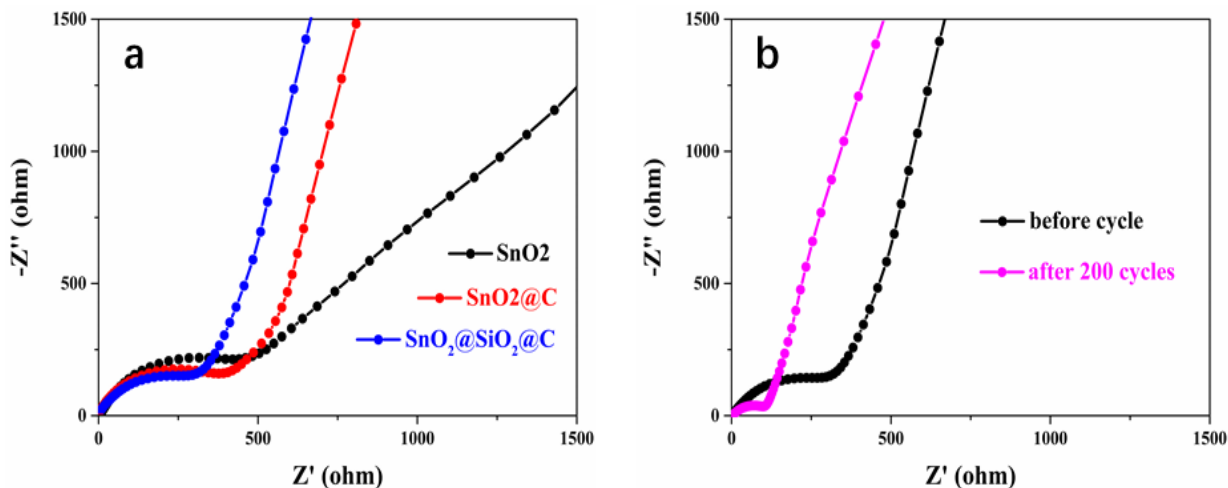 a
1500
1000
500
0
-Z'' (ohm)
SnO2
SnO2@C
SnO₂@SiO₂@C
0
500
1000
1500
Z' (ohm)
b
1500
1000
500
0
-Z'' (ohm)
before cycle
after 200 cycles
0
500
1000
1500
Z' (ohm)